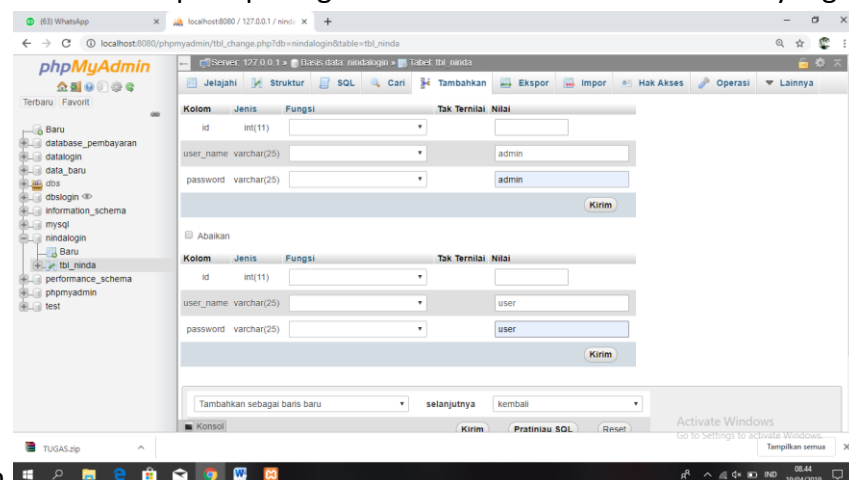 (63) WhatsApp
localhost:8080 / 127.0.0.1 / nind
localhost:8080/phpmyadmin/tbl_change.php?db=nindalogin&table=tbl_ninda
phpMyAdmin
Terbaru Favorit
Baru
database_pembayaran
datalogin
data_baru
dbs
dbslogin
information_schema
mysql
nindalogin
Baru
tbl_ninda
performance_schema
phpmyadmin
test
Server: 127.0.0.1 » Basis data: nindalogin » Tabel: tbl_ninda
Jelajahi Struktur SQL Cari Tambahkan Ekspor Impor Hak Akses Operasi Lainnya
Kolom Jenis Fungsi Tak Ternilai Nilai
id int(11)
user_name varchar(25) admin
password varchar(25) admin
Kirim
Abaikan
Kolom Jenis Fungsi Tak Ternilai Nilai
id int(11)
user_name varchar(25) user
password varchar(25) user
Kirim
Tambahkan sebagai baris baru selanjutnya kembali
Konsol
Kirim Pratinjau SQL Reset
Activate Windows
Go to Settings to activate Windows.
TUGAS.zip
Tampilkan semua
IND
08.44